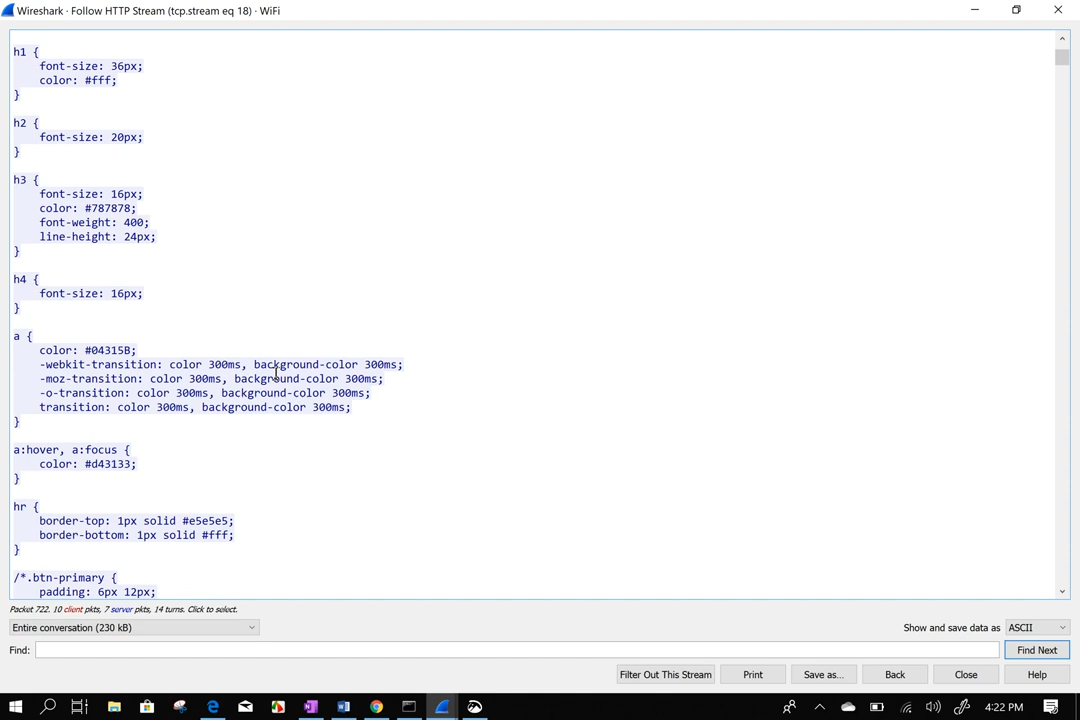 Wireshark · Follow HTTP Stream (tcp.stream eq 18) · WiFi
h1 {
    font-size: 36px;
    color: #fff;
}
h2 {
    font-size: 20px;
}
h3 {
    font-size: 16px;
    color: #787878;
    font-weight: 400;
    line-height: 24px;
}
h4 {
    font-size: 16px;
}
a {
    color: #04315B;
    -webkit-transition: color 300ms, background-color 300ms;
    -moz-transition: color 300ms, background-color 300ms;
    -o-transition: color 300ms, background-color 300ms;
    transition: color 300ms, background-color 300ms;
}
a:hover, a:focus {
    color: #d43133;
}
hr {
    border-top: 1px solid #e5e5e5;
    border-bottom: 1px solid #fff;
}
/*.btn-primary {
    padding: 6px 12px;
Packet 722. 10 client pkts, 7 server pkts, 14 turns. Click to select.
Entire conversation (230 kB)
Show and save data as ASCII
Find:
Find Next
Filter Out This Stream
Print
Save as...
Back
Close
Help
4:22 PM